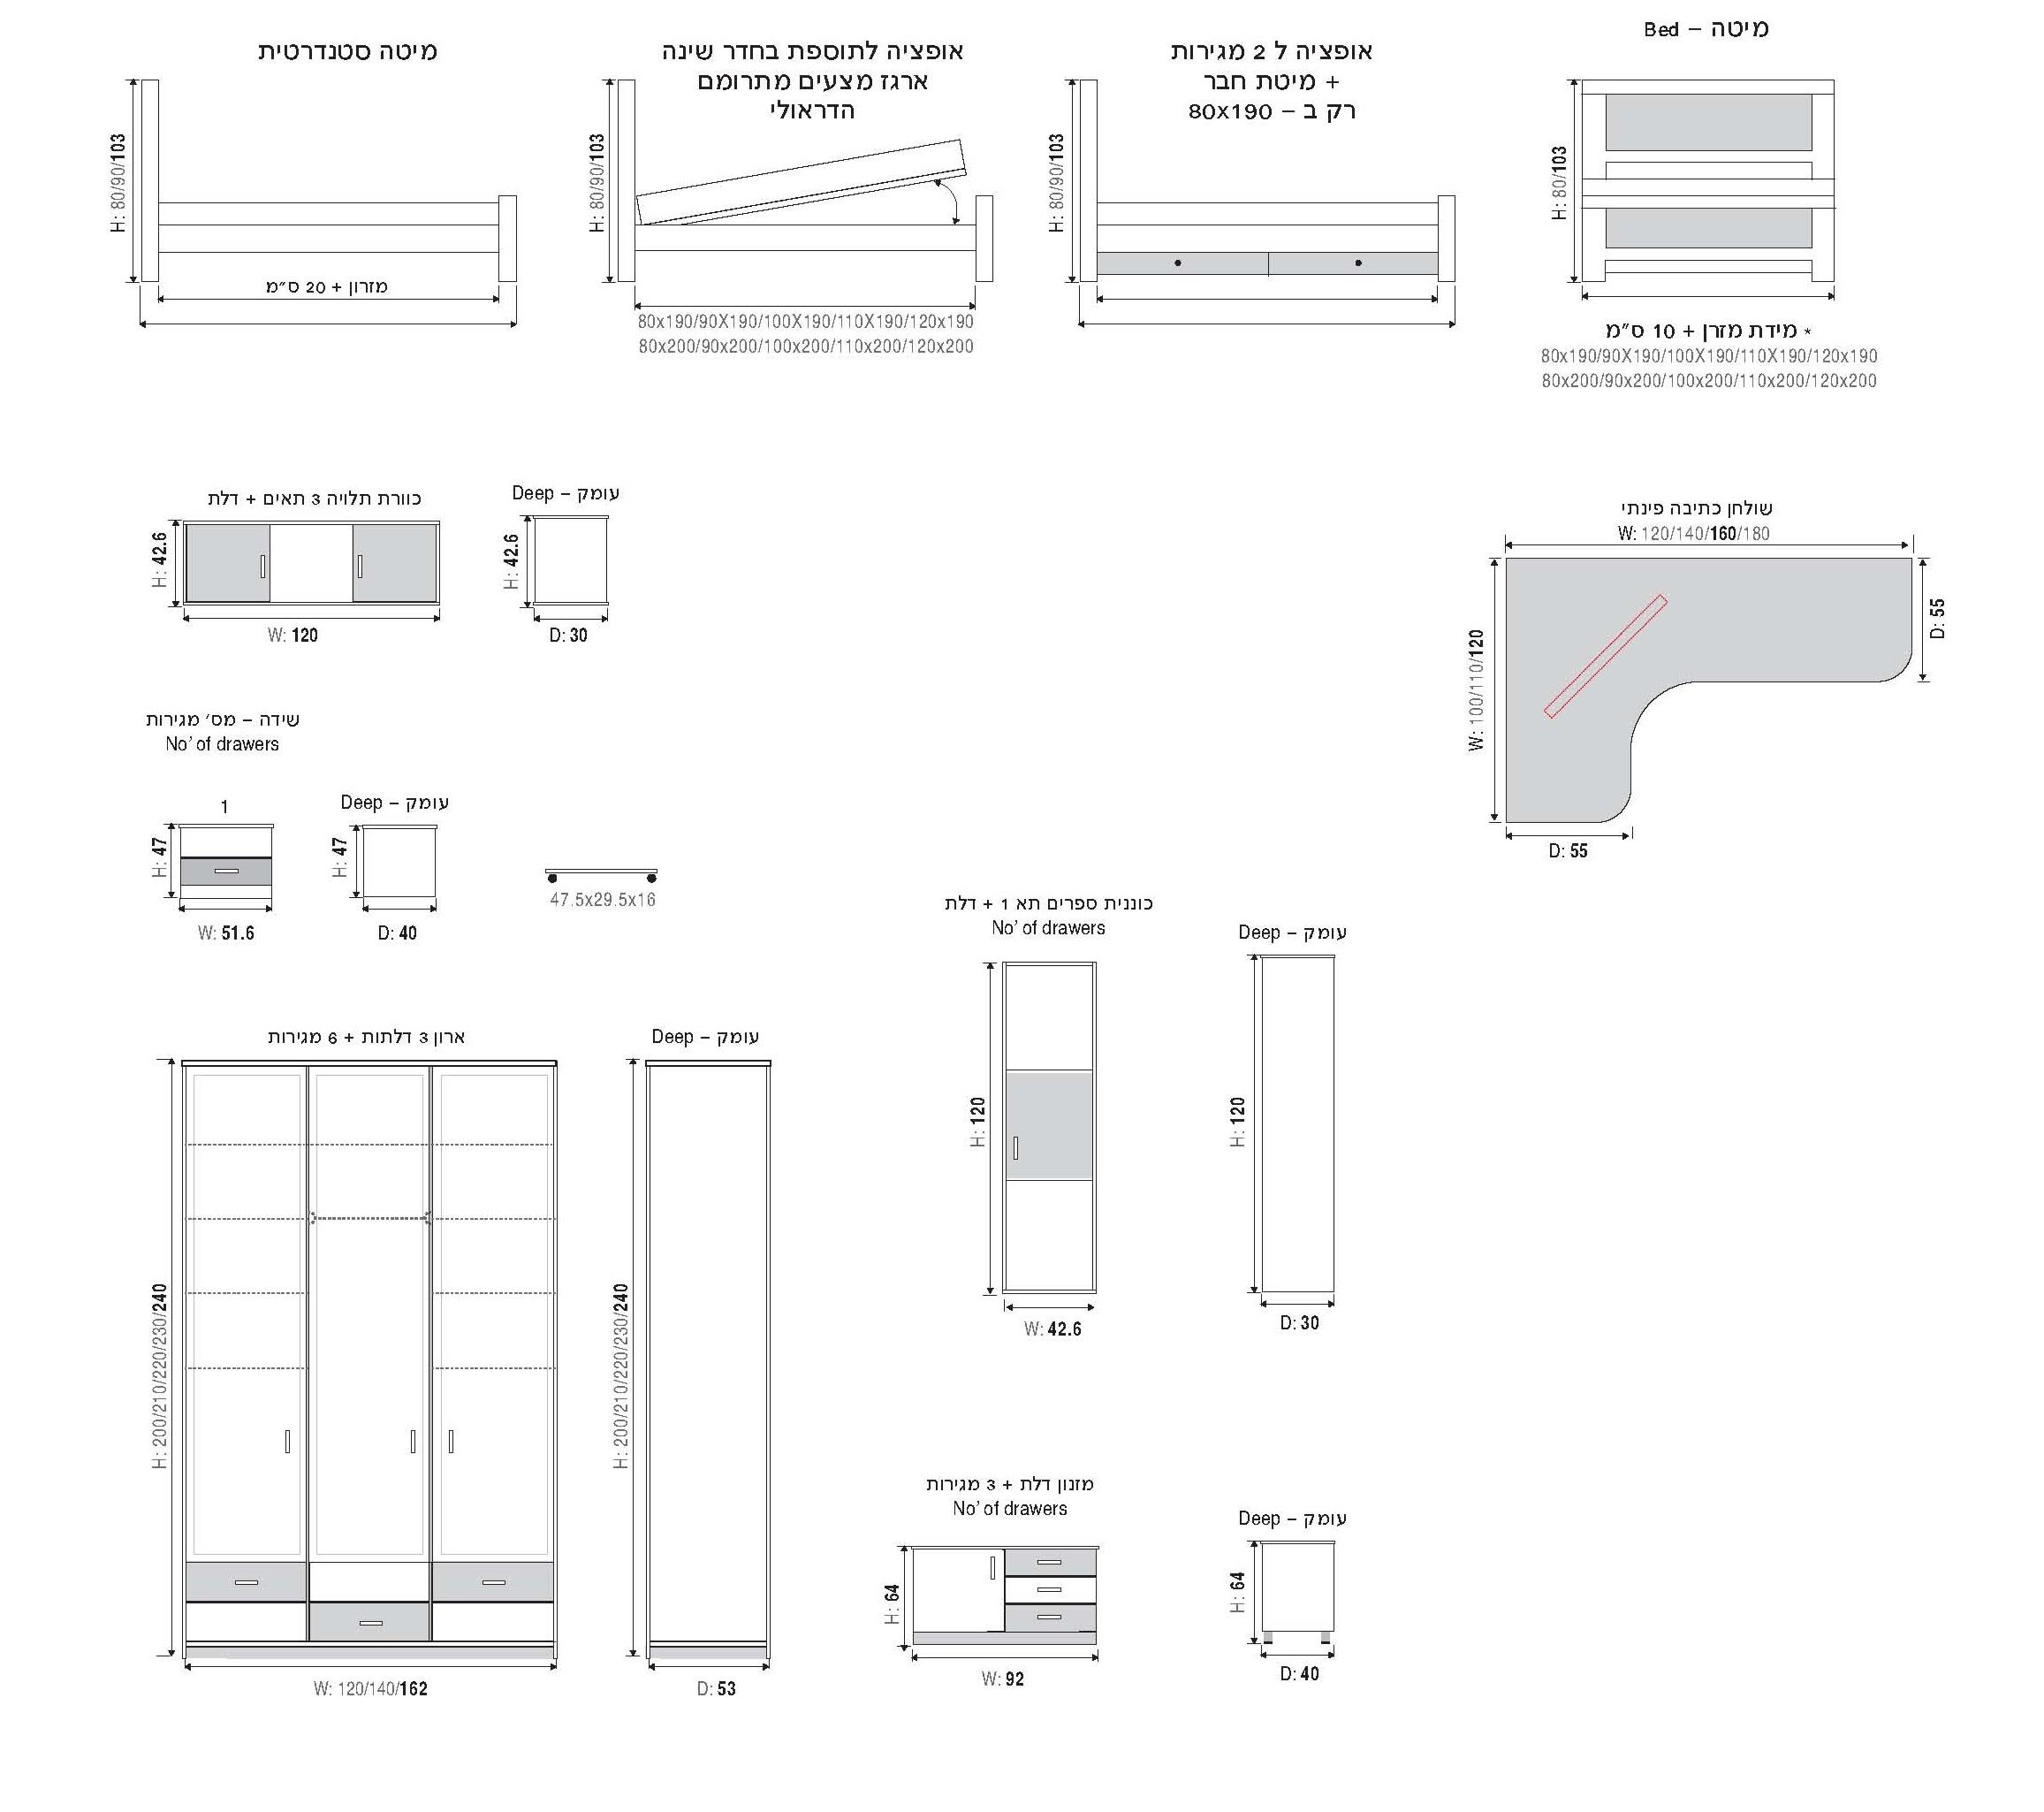 מיטה – Bed
H: 80/103
* מידת מזרן + 10 ס"מ
80x190/90X190/100X190/110X190/120x190
80x200/90x200/100x200/110x200/120x200
אופציה ל 2 מגירות
+ מיטת חבר
רק ב – 80x190
H: 80/90/103
אופציה לתוספת בחדר שינה
ארגז מצעים מתרומם
הדראולי
H: 80/90/103
80x190/90X190/100X190/110X190/120x190
80x200/90x200/100x200/110x200/120x200
מיטה סטנדרטית
H: 80/90/103
מזרון + 20 ס"מ
שולחן כתיבה פינתי
W: 120/140/160/180
D: 55
W: 100/110/120
D: 55
כוורת תלויה 3 תאים + דלת
H: 42.6
W: 120
עומק – Deep
H: 42.6
D: 30
שידה – מס' מגירות
No' of drawers
1
H: 47
W: 51.6
עומק – Deep
H: 47
D: 40
47.5x29.5x16
כוננית ספרים תא 1 + דלת
No' of drawers
H: 120
W: 42.6
עומק – Deep
H: 120
D: 30
ארון 3 דלתות + 6 מגירות
H: 200/210/220/230/240
W: 120/140/162
עומק – Deep
H: 200/210/220/230/240
D: 53
מזנון דלת + 3 מגירות
No' of drawers
H: 64
W: 92
עומק – Deep
H: 64
D: 40